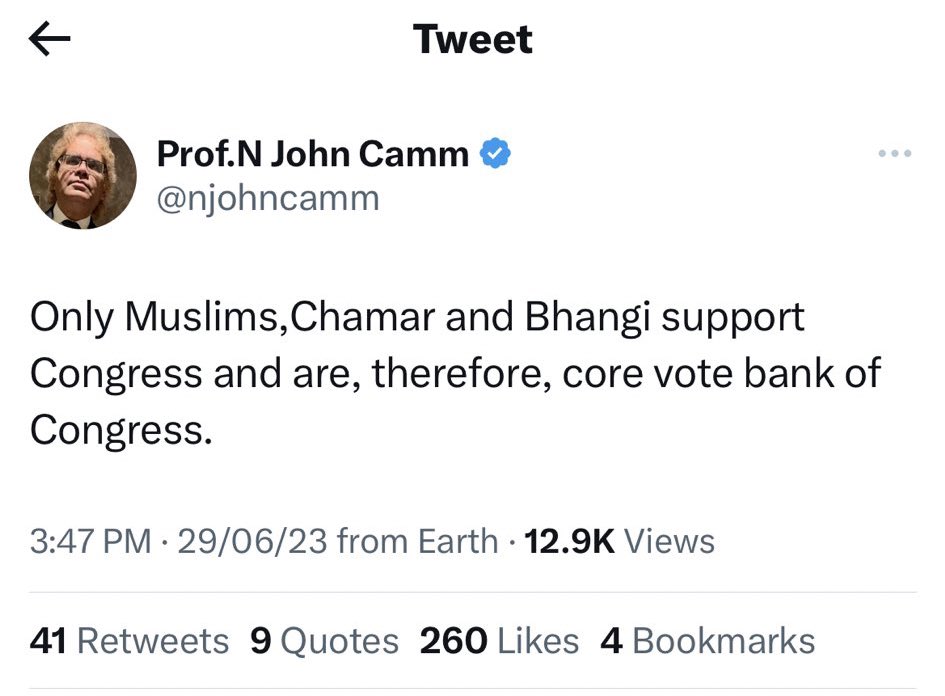 Tweet
Prof.N John Camm
@njohncamm
Only Muslims,Chamar and Bhangi support
Congress and are, therefore, core vote bank of
Congress.
3:47 PM · 29/06/23 from Earth · 12.9K Views
41 Retweets 9 Quotes 260 Likes 4 Bookmarks